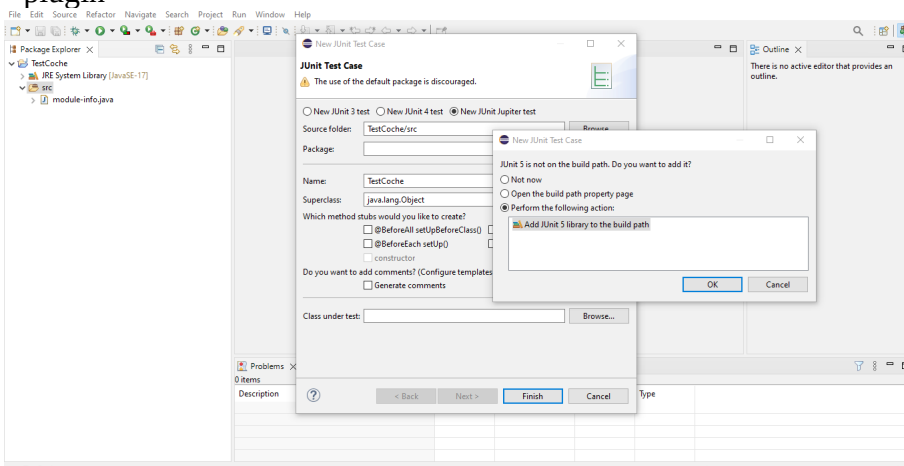 plugin
File Edit Source Refactor Navigate Search Project Run Window Help
Package Explorer
TestCoche
JRE System Library [JavaSE-17]
src
module-info.java
New JUnit Test Case
JUnit Test Case
The use of the default package is discouraged.
New JUnit 3 test New JUnit 4 test New JUnit Jupiter test
Source folder: TestCoche/src Browse...
Package:
Name: TestCoche
Superclass: java.lang.Object
Which method stubs would you like to create?
@BeforeAll setUpBeforeClass()
@BeforeEach setUp()
constructor
Do you want to add comments? (Configure templates
Generate comments
Class under test: Browse...
? < Back Next > Finish Cancel
New JUnit Test Case
JUnit 5 is not on the build path. Do you want to add it?
Not now
Open the build path property page
Perform the following action:
Add JUnit 5 library to the build path
OK Cancel
Outline
There is no active editor that provides an
outline.
Problems
0 items
Description Type